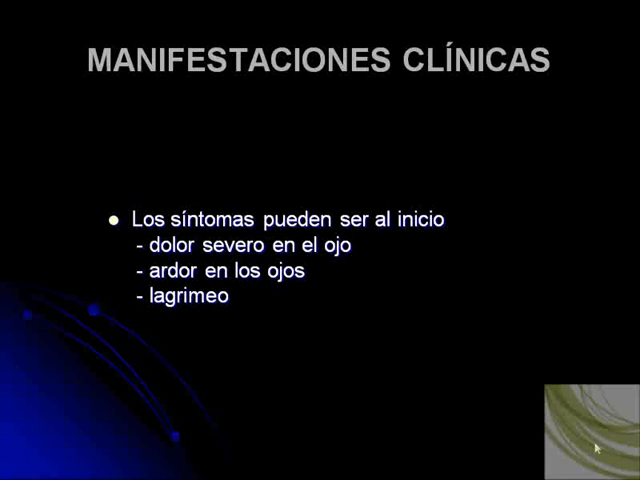 MANIFESTACIONES CLÍNICAS
Los síntomas pueden ser al inicio
- dolor severo en el ojo
- ardor en los ojos
- lagrimeo